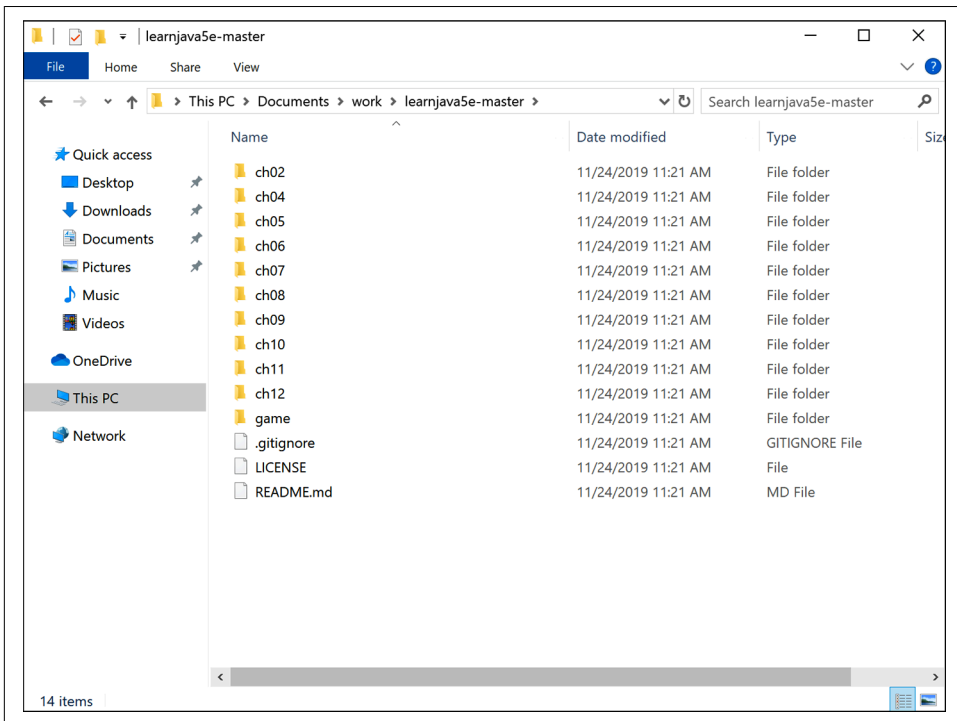 learnjava5e-master
File Home Share View
This PC > Documents > work > learnjava5e-master >
Search learnjava5e-master
Name Date modified Type Size
Quick access
Desktop
Downloads
Documents
Pictures
Music
Videos
OneDrive
This PC
Network
ch02 11/24/2019 11:21 AM File folder
ch04 11/24/2019 11:21 AM File folder
ch05 11/24/2019 11:21 AM File folder
ch06 11/24/2019 11:21 AM File folder
ch07 11/24/2019 11:21 AM File folder
ch08 11/24/2019 11:21 AM File folder
ch09 11/24/2019 11:21 AM File folder
ch10 11/24/2019 11:21 AM File folder
ch11 11/24/2019 11:21 AM File folder
ch12 11/24/2019 11:21 AM File folder
game 11/24/2019 11:21 AM File folder
.gitignore 11/24/2019 11:21 AM GITIGNORE File
LICENSE 11/24/2019 11:21 AM File
README.md 11/24/2019 11:21 AM MD File
14 items